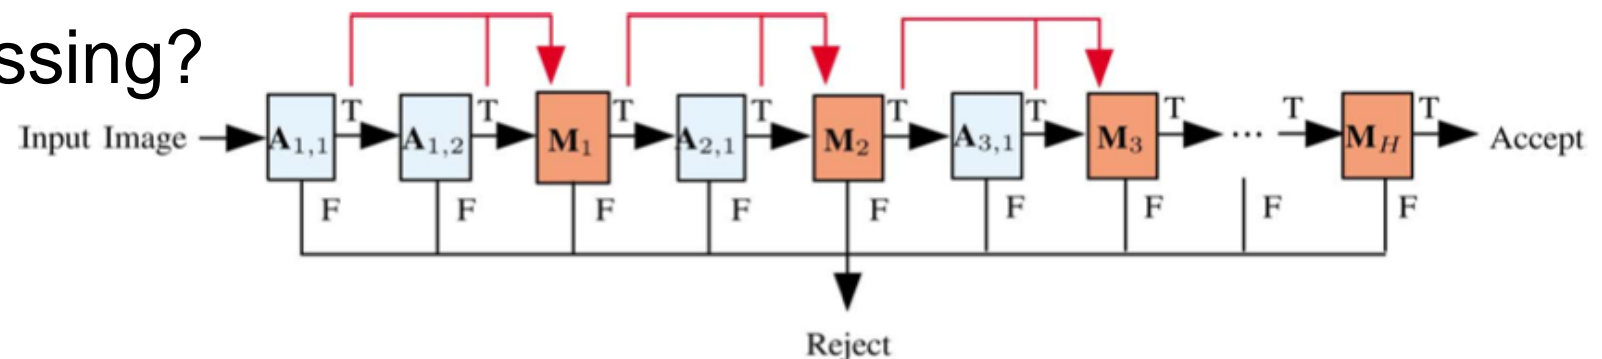 ssing?
T T T T T T T T T
Input Image A1,1 A1,2 M1 A2,1 M2 A3,1 M3 ... MH Accept
F F F F F F F F F
Reject